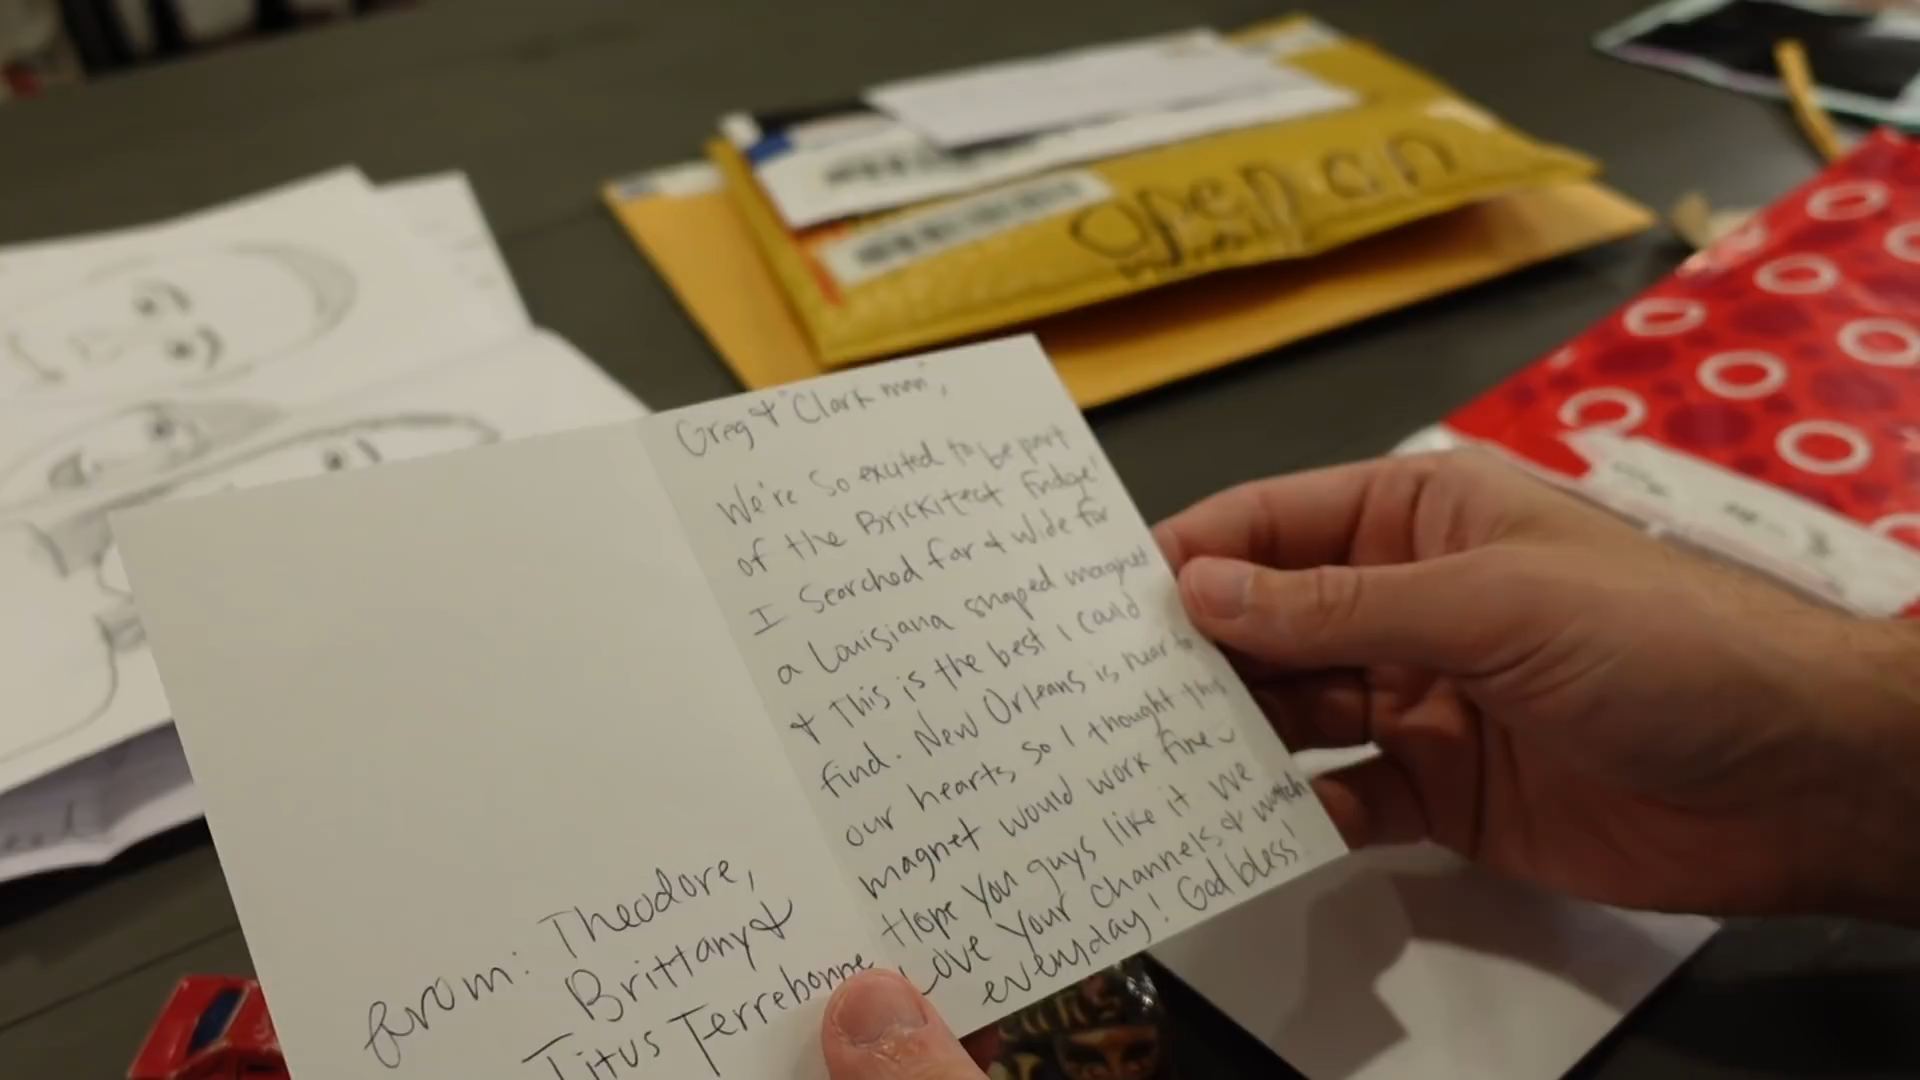 Greg & "Clark man",
We're so excited to be part
of the Brickitect Fridge!
I Searched far & wide for
a Louisiana shaped magnet
& This is the best I could
find. New Orleans is near to
our hearts so I thought this
magnet would work fine
Hope You guys like it we
Love Your channels & watch
everyday! God bless!
from: Theodore,
Brittany &
Titus Terrebonne
Open on